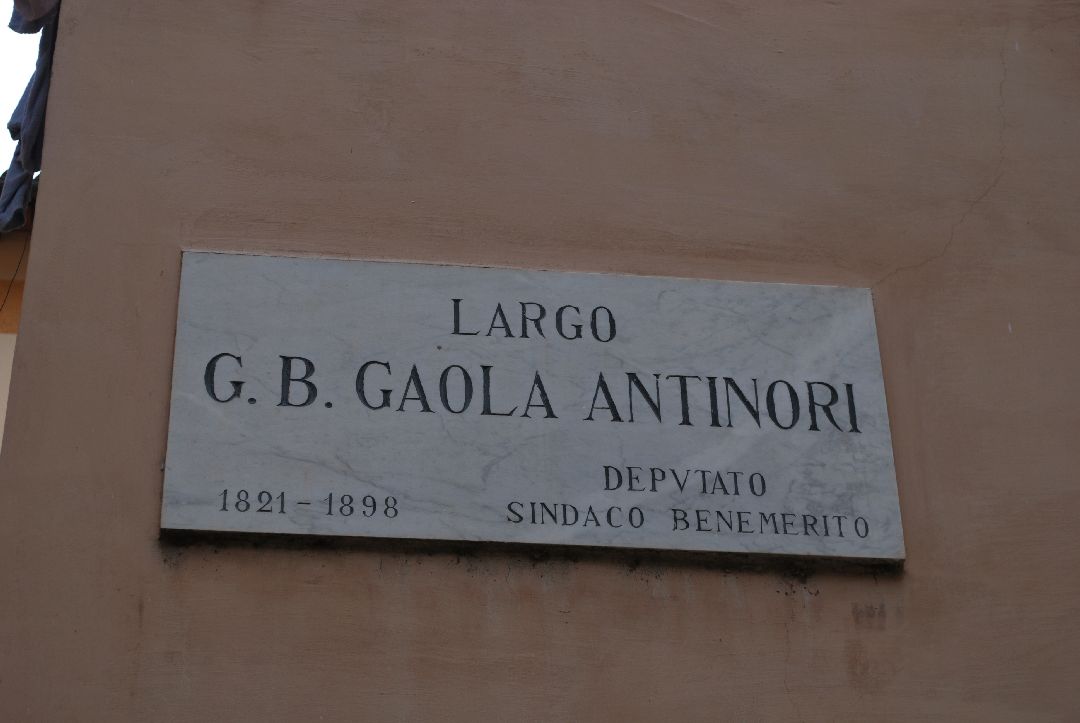 LARGO
G. B. GAOLA ANTINORI
DEPVTATO
1821 - 1898 SINDACO BENEMERITO